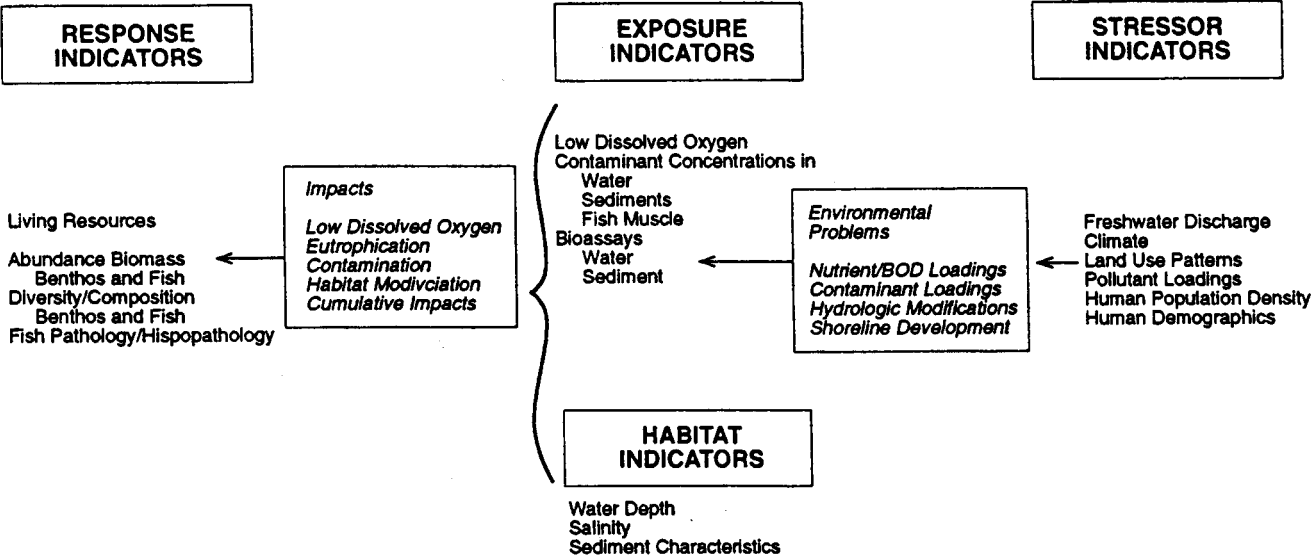 RESPONSE
INDICATORS
EXPOSURE
INDICATORS
STRESSOR
INDICATORS
Living Resources
Abundance Biomass
Benthos and Fish
Diversity/Composition
Benthos and Fish
Fish Pathology/Hispopathology
Impacts
Low Dissolved Oxygen
Eutrophication
Contamination
Habitat Modivciation
Cumulative Impacts
Low Dissolved Oxygen
Contaminant Concentrations in
Water
Sediments
Fish Muscle
Bioassays
Water
Sediment
Environmental
Problems
Nutrient/BOD Loadings
Contaminant Loadings
Hydrologic Modifications
Shoreline Development
Freshwater Discharge
Climate
Land Use Patterns
Pollutant Loadings
Human Population Density
Human Demographics
HABITAT
INDICATORS
Water Depth
Salinity
Sediment Characteristics